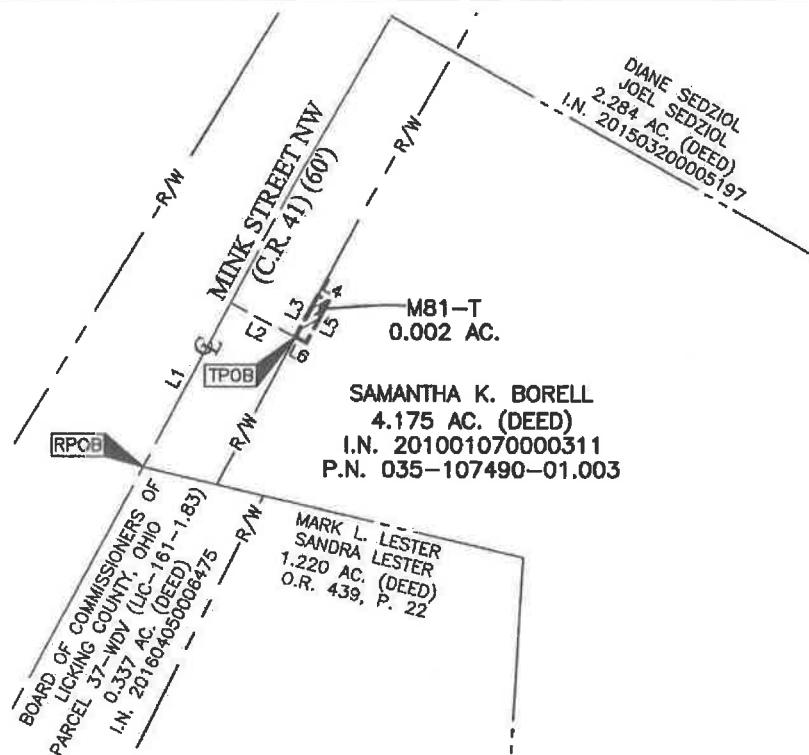 DIANE SEDZIOL
JOEL SEDZIOL
2.284 AC. (DEED)
I.N. 201503200005197
R/W
R/W
MINK STREET NW
(C.R. 41) (60')
L4
L3
L5
M81-T
0.002 AC.
L2
L6
CL
L1
TPOB
SAMANTHA K. BORELL
4.175 AC. (DEED)
I.N. 201001070000311
P.N. 035-107490-01.003
R/W
RPOB
R/W
MARK L. LESTER
SANDRA LESTER
1.220 AC. (DEED)
O.R. 439, P. 22
BOARD OF COMMISSIONERS OF
LICKING COUNTY, OHIO
PARCEL 37-WDV (LIC-161-1.83)
0.337 AC. (DEED)
I.N. 201604050006475